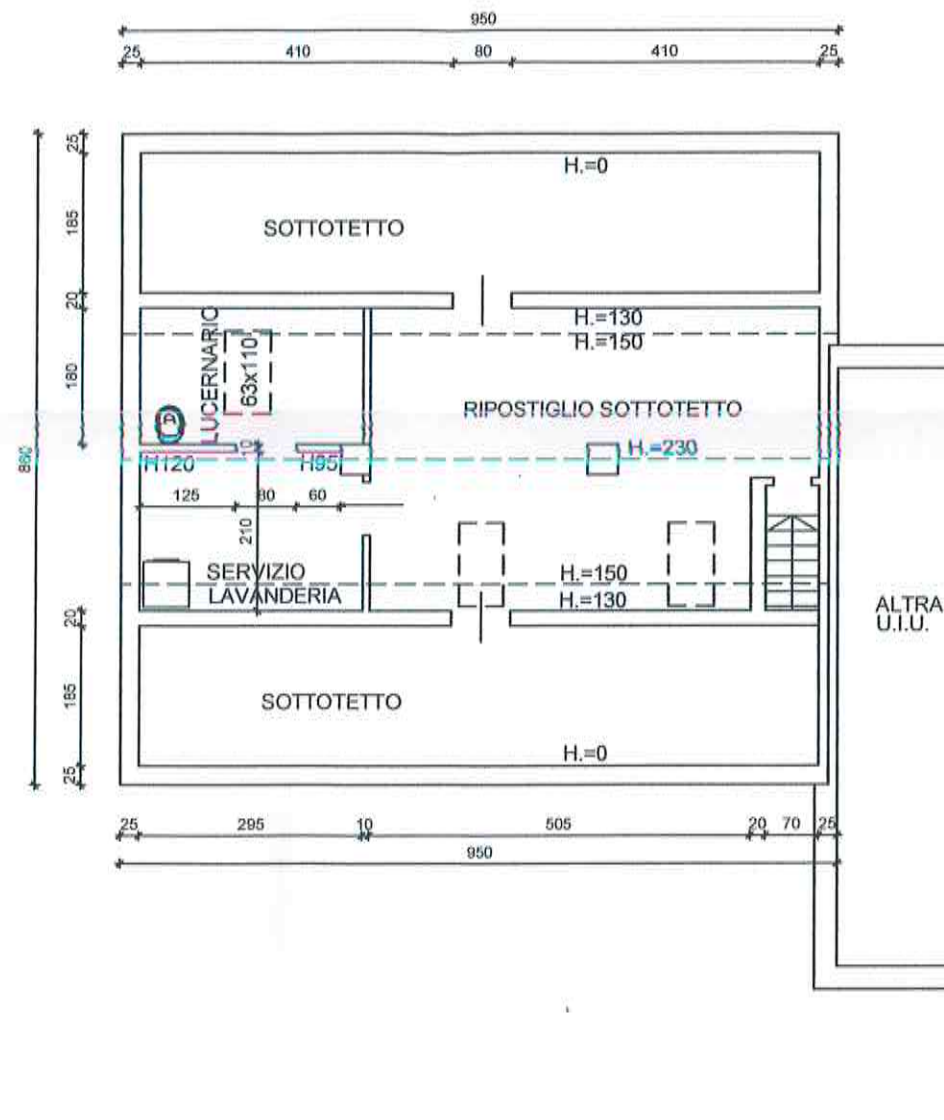 950
25 410 80 410 25
25
H.=0
185
SOTTOTETTO
20
H.=130
H.=150
LUCERNARIO
63x110
180
RIPOSTIGLIO SOTTOTETTO
860
10
H.=230
H120
H95
125 80 60
210
SERVIZIO
LAVANDERIA
H.=150
H.=130
ALTRA
U.I.U.
20
185
SOTTOTETTO
H.=0
25
25 295 10 505 20 70 25
950